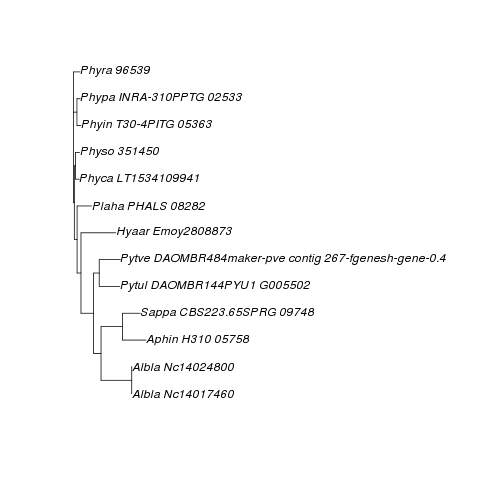 Phyra 96539
Phypa INRA-310PPTG 02533
Phyin T30-4PITG 05363
Physo 351450
Phyca LT1534109941
Plaha PHALS 08282
Hyaar Emoy2808873
Pytve DAOMBR484maker-pve contig 267-fgenesh-gene-0.4
Pytul DAOMBR144PYU1 G005502
Sappa CBS223.65SPRG 09748
Aphin H310 05758
Albla Nc14024800
Albla Nc14017460